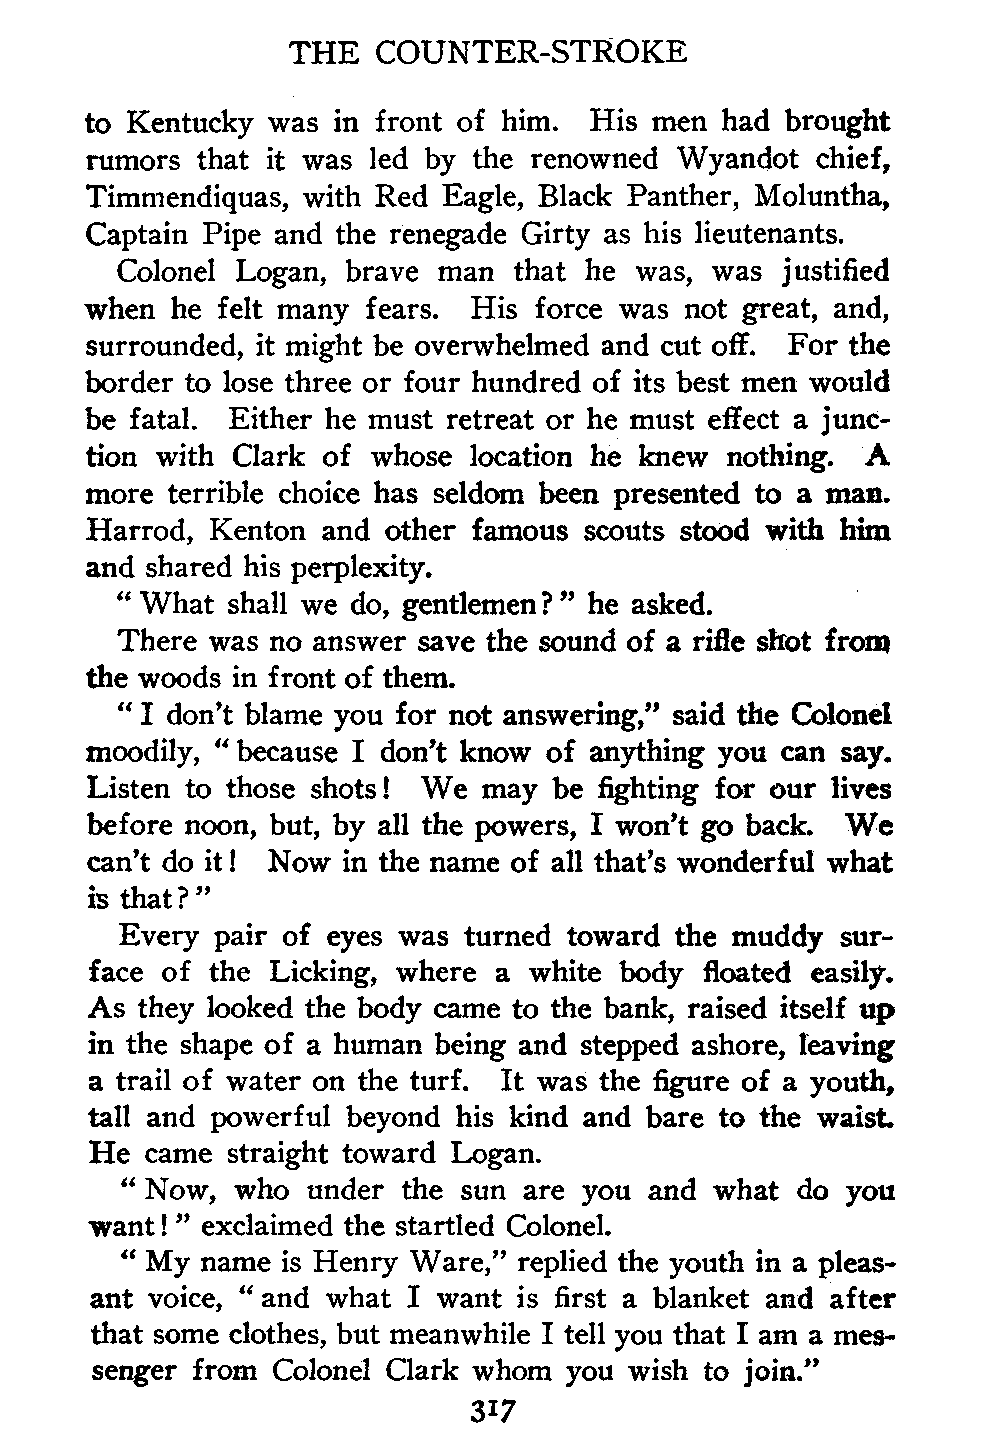 THE COUNTER-STROKE
to Kentucky was in front of him. His men had brought
rumors that it was led by the renowned Wyandot chief,
Timmendiquas, with Red Eagle, Black Panther, Moluntha,
Captain Pipe and the renegade Girty as his lieutenants.
Colonel Logan, brave man that he was, was justified
when he felt many fears. His force was not great, and,
surrounded, it might be overwhelmed and cut off. For the
border to lose three or four hundred of its best men would
be fatal. Either he must retreat or he must effect a junc-
tion with Clark of whose location he knew nothing. A
more terrible choice has seldom been presented to a man.
Harrod, Kenton and other famous scouts stood with him
and shared his perplexity.
“What shall we do, gentlemen?” he asked.
There was no answer save the sound of a rifle shot from
the woods in front of them.
“I don't blame you for not answering,” said the Colonel
moodily, “because I don't know of anything you can say.
Listen to those shots! We may be fighting for our lives
before noon, but, by all the powers, I won't go back. We
can't do it! Now in the name of all that's wonderful what
is that?”
Every pair of eyes was turned toward the muddy sur-
face of the Licking, where a white body floated easily.
As they looked the body came to the bank, raised itself up
in the shape of a human being and stepped ashore, leaving
a trail of water on the turf. It was the figure of a youth,
tall and powerful beyond his kind and bare to the waist.
He came straight toward Logan.
“Now, who under the sun are you and what do you
want!” exclaimed the startled Colonel.
“My name is Henry Ware,” replied the youth in a pleas-
ant voice, “and what I want is first a blanket and after
that some clothes, but meanwhile I tell you that I am a mes-
senger from Colonel Clark whom you wish to join.”
317